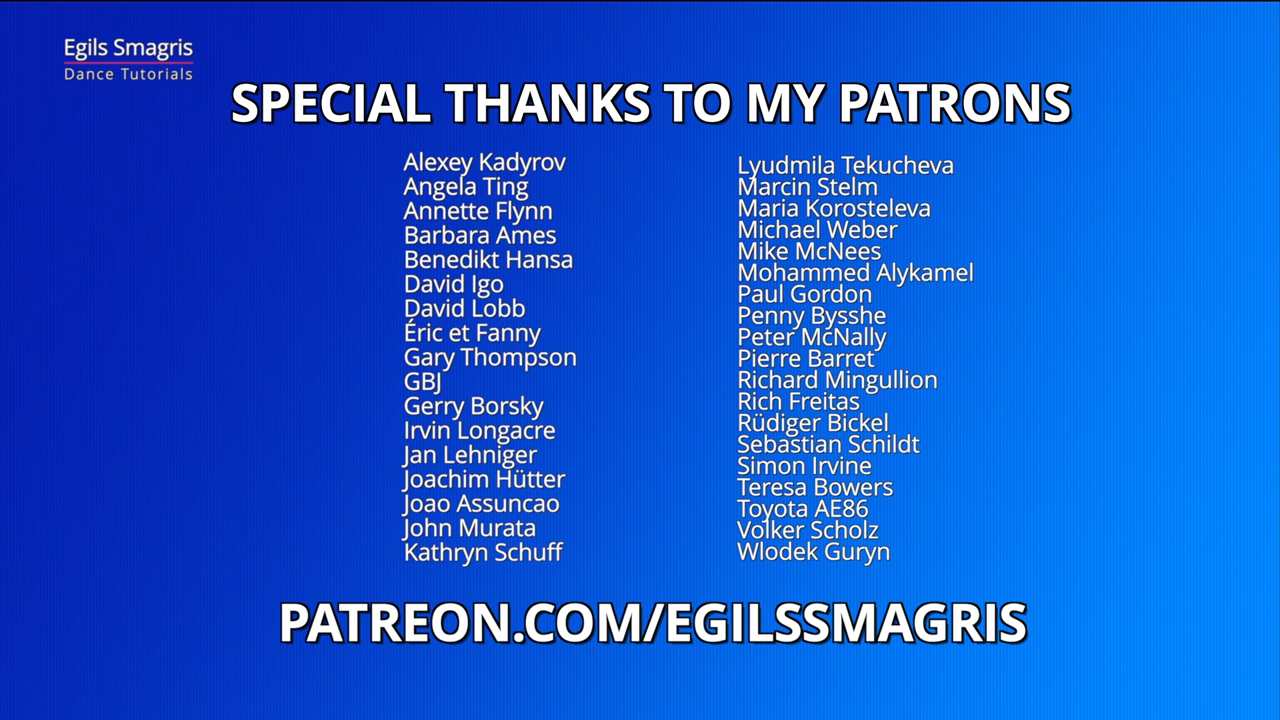 Egils Smagris
Dance Tutorials
SPECIAL THANKS TO MY PATRONS
Alexey Kadyrov
Angela Ting
Annette Flynn
Barbara Ames
Benedikt Hansa
David Igo
David Lobb
Éric et Fanny
Gary Thompson
GBJ
Gerry Borsky
Irvin Longacre
Jan Lehniger
Joachim Hütter
Joao Assuncao
John Murata
Kathryn Schuff
Lyudmila Tekucheva
Marcin Stelm
Maria Korosteleva
Michael Weber
Mike McNees
Mohammed Alykamel
Paul Gordon
Penny Bysshe
Peter McNally
Pierre Barret
Richard Mingullion
Rich Freitas
Rüdiger Bickel
Sebastian Schildt
Simon Irvine
Teresa Bowers
Toyota AE86
Volker Scholz
Wlodek Guryn
PATREON.COM/EGILSSMAGRIS